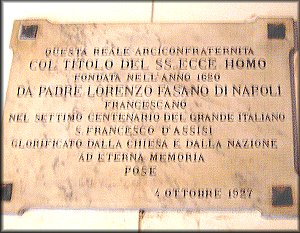 QUESTA REALE ARCICONFRATERNITA
COL TITOLO DEL SS. ECCE HOMO
FONDATA NELL'ANNO 1620
DA PADRE LORENZO FASANO DI NAPOLI
FRANCESCANO
NEL SETTIMO CENTENARIO DEL GRANDE ITALIANO
S. FRANCESCO D'ASSISI
GLORIFICATO DALLA CHIESA E DALLA NAZIONE
AD ETERNA MEMORIA
POSE
4 OTTOBRE 1927